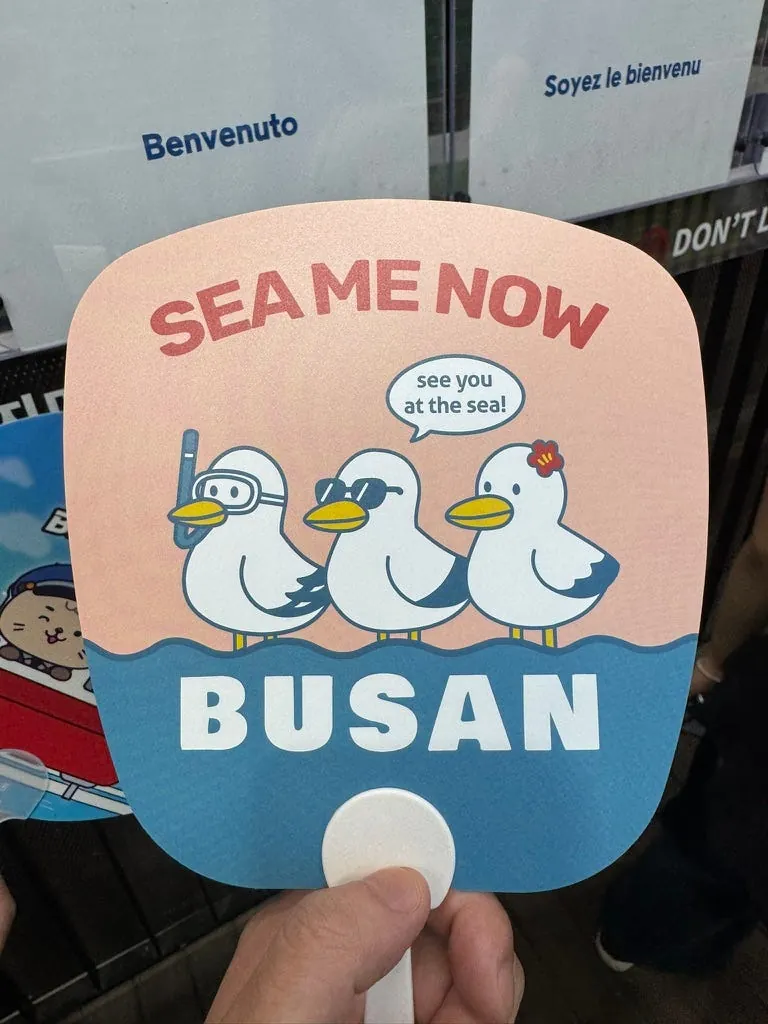 Benvenuto
Soyez le bienvenu
DON'T L
SEA ME NOW
see you
at the sea!
BUSAN